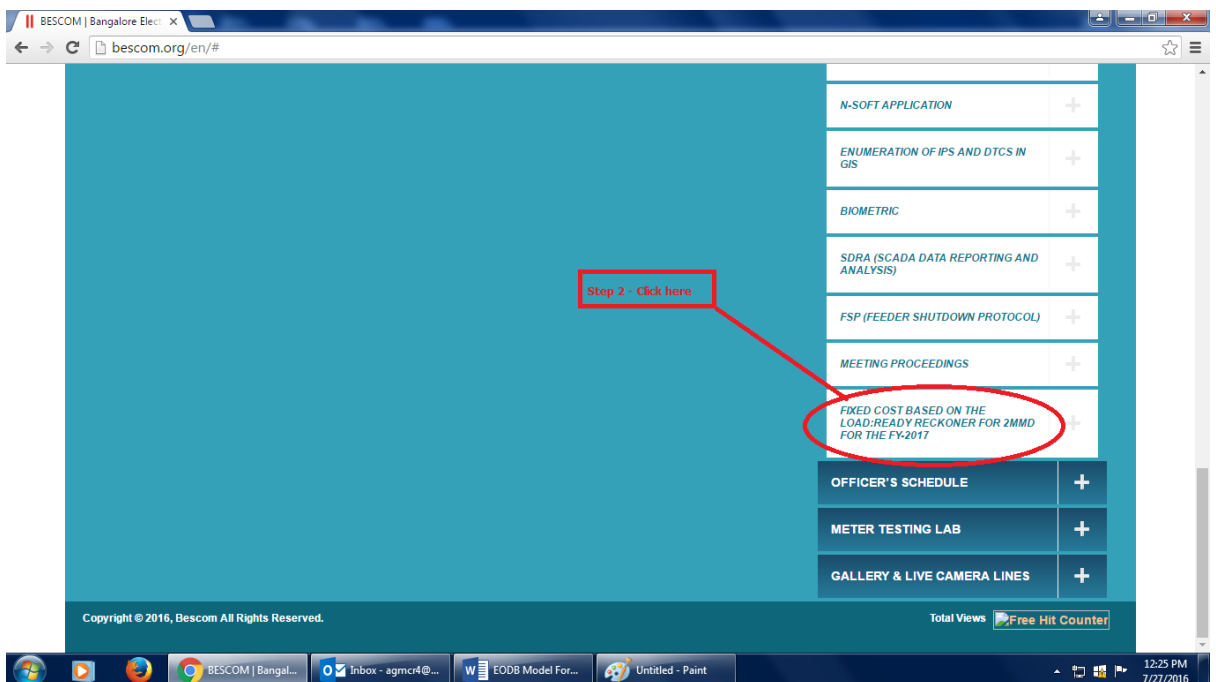 BESCOM | Bangalore Elect
bescom.org/en/#
N-SOFT APPLICATION
ENUMERATION OF IPS AND DTCS IN
GIS
BIOMETRIC
SDRA (SCADA DATA REPORTING AND
ANALYSIS)
Step 2 - Click here
FSP (FEEDER SHUTDOWN PROTOCOL)
MEETING PROCEEDINGS
FIXED COST BASED ON THE
LOAD:READY RECKONER FOR 2MMD
FOR THE FY-2017
OFFICER'S SCHEDULE
METER TESTING LAB
GALLERY & LIVE CAMERA LINES
Copyright © 2016, Bescom All Rights Reserved.
Total Views Free Hit Counter
BESCOM | Bangal...
Inbox - agmcr4@...
EODB Model For...
Untitled - Paint
12:25 PM
7/27/2016